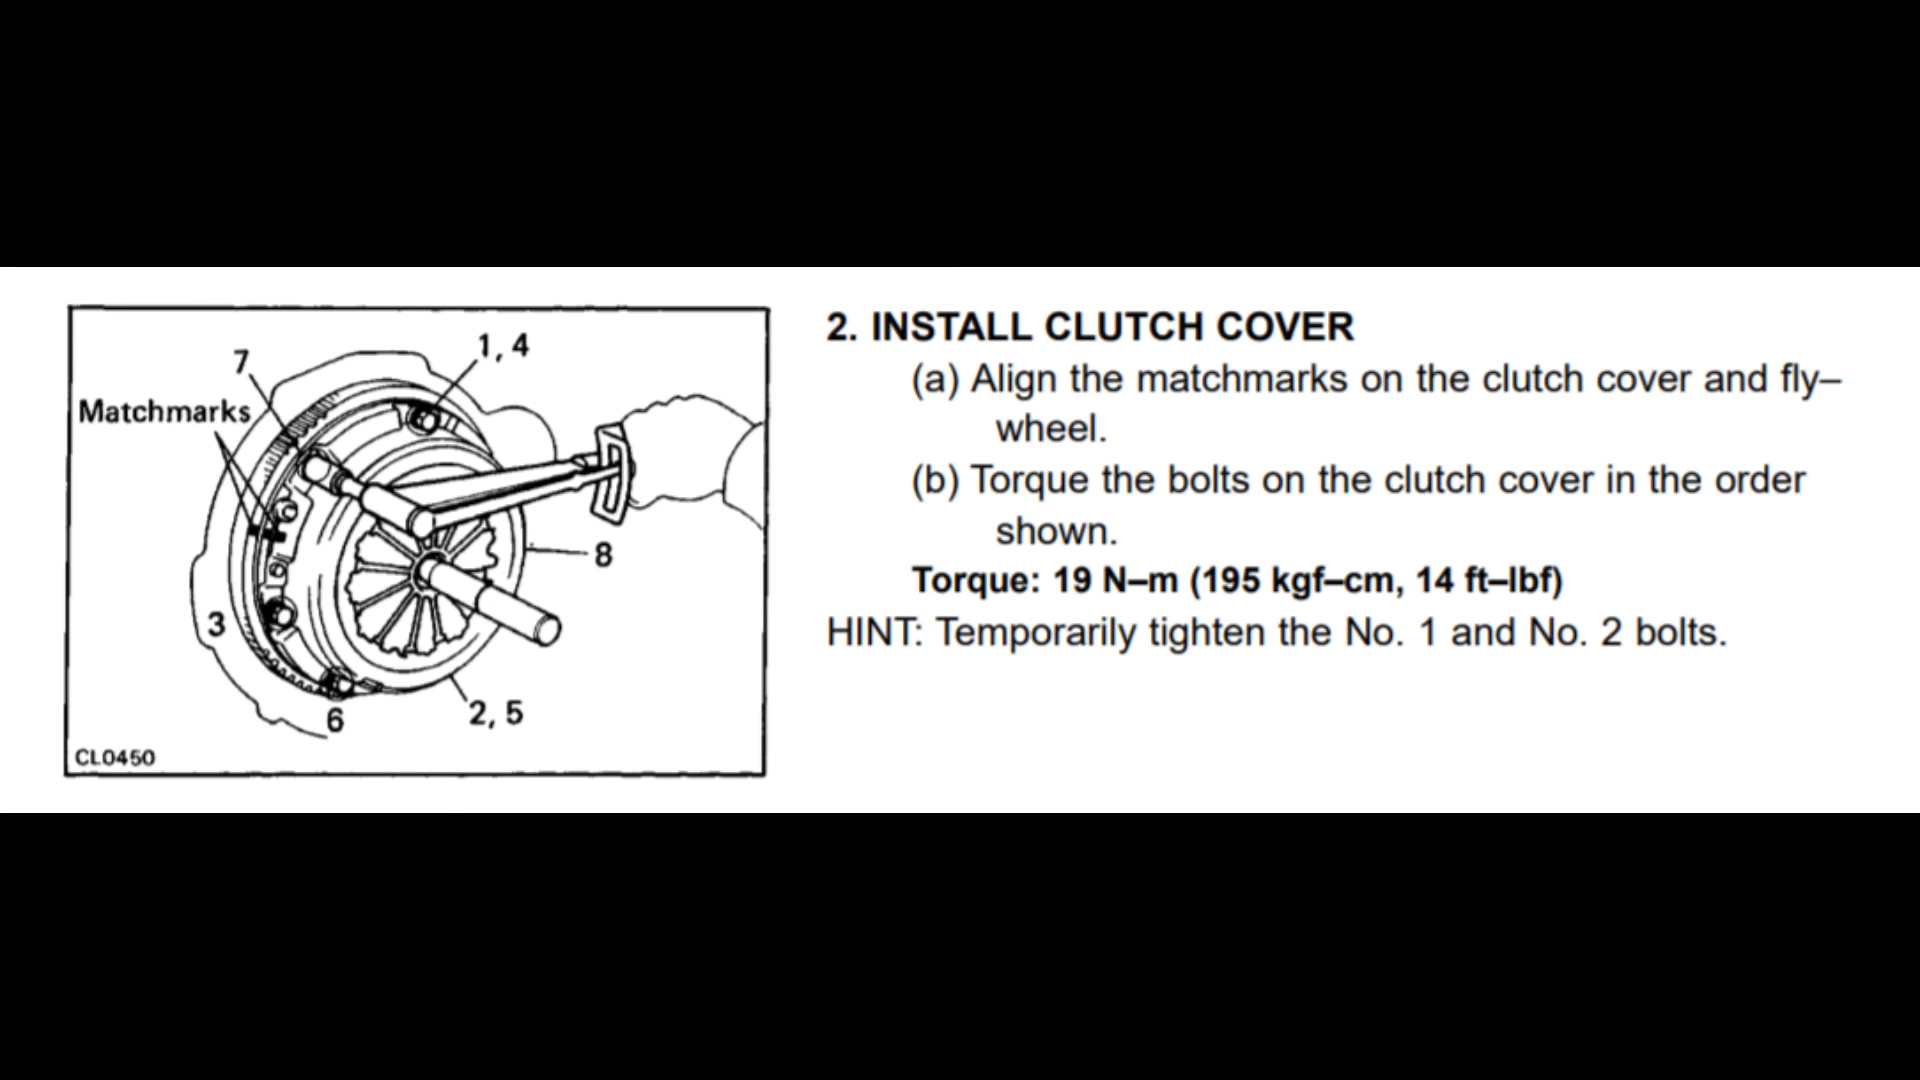 1, 4
7
Matchmarks
8
3
2, 5
6
CL0450
2. INSTALL CLUTCH COVER
(a) Align the matchmarks on the clutch cover and fly–
wheel.
(b) Torque the bolts on the clutch cover in the order
shown.
Torque: 19 N–m (195 kgf–cm, 14 ft–lbf)
HINT: Temporarily tighten the No. 1 and No. 2 bolts.